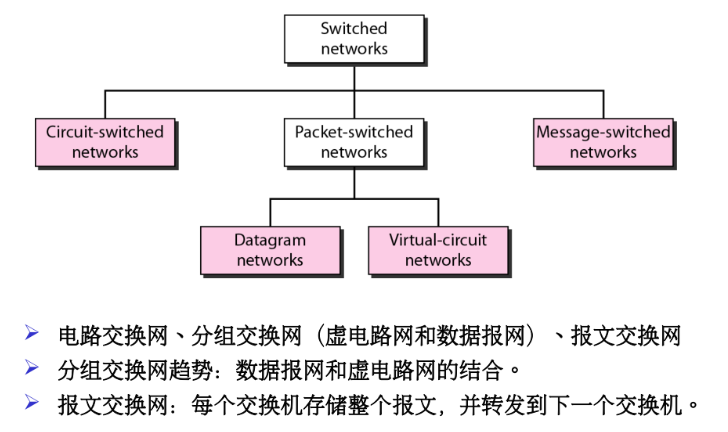 Switched
networks
Circuit-switched
networks
Packet-switched
networks
Message-switched
networks
Datagram
networks
Virtual-circuit
networks
电路交换网、分组交换网（虚电路网和数据报网）、报文交换网
分组交换网趋势：数据报网和虚电路网的结合。
报文交换网：每个交换机存储整个报文，并转发到下一个交换机。